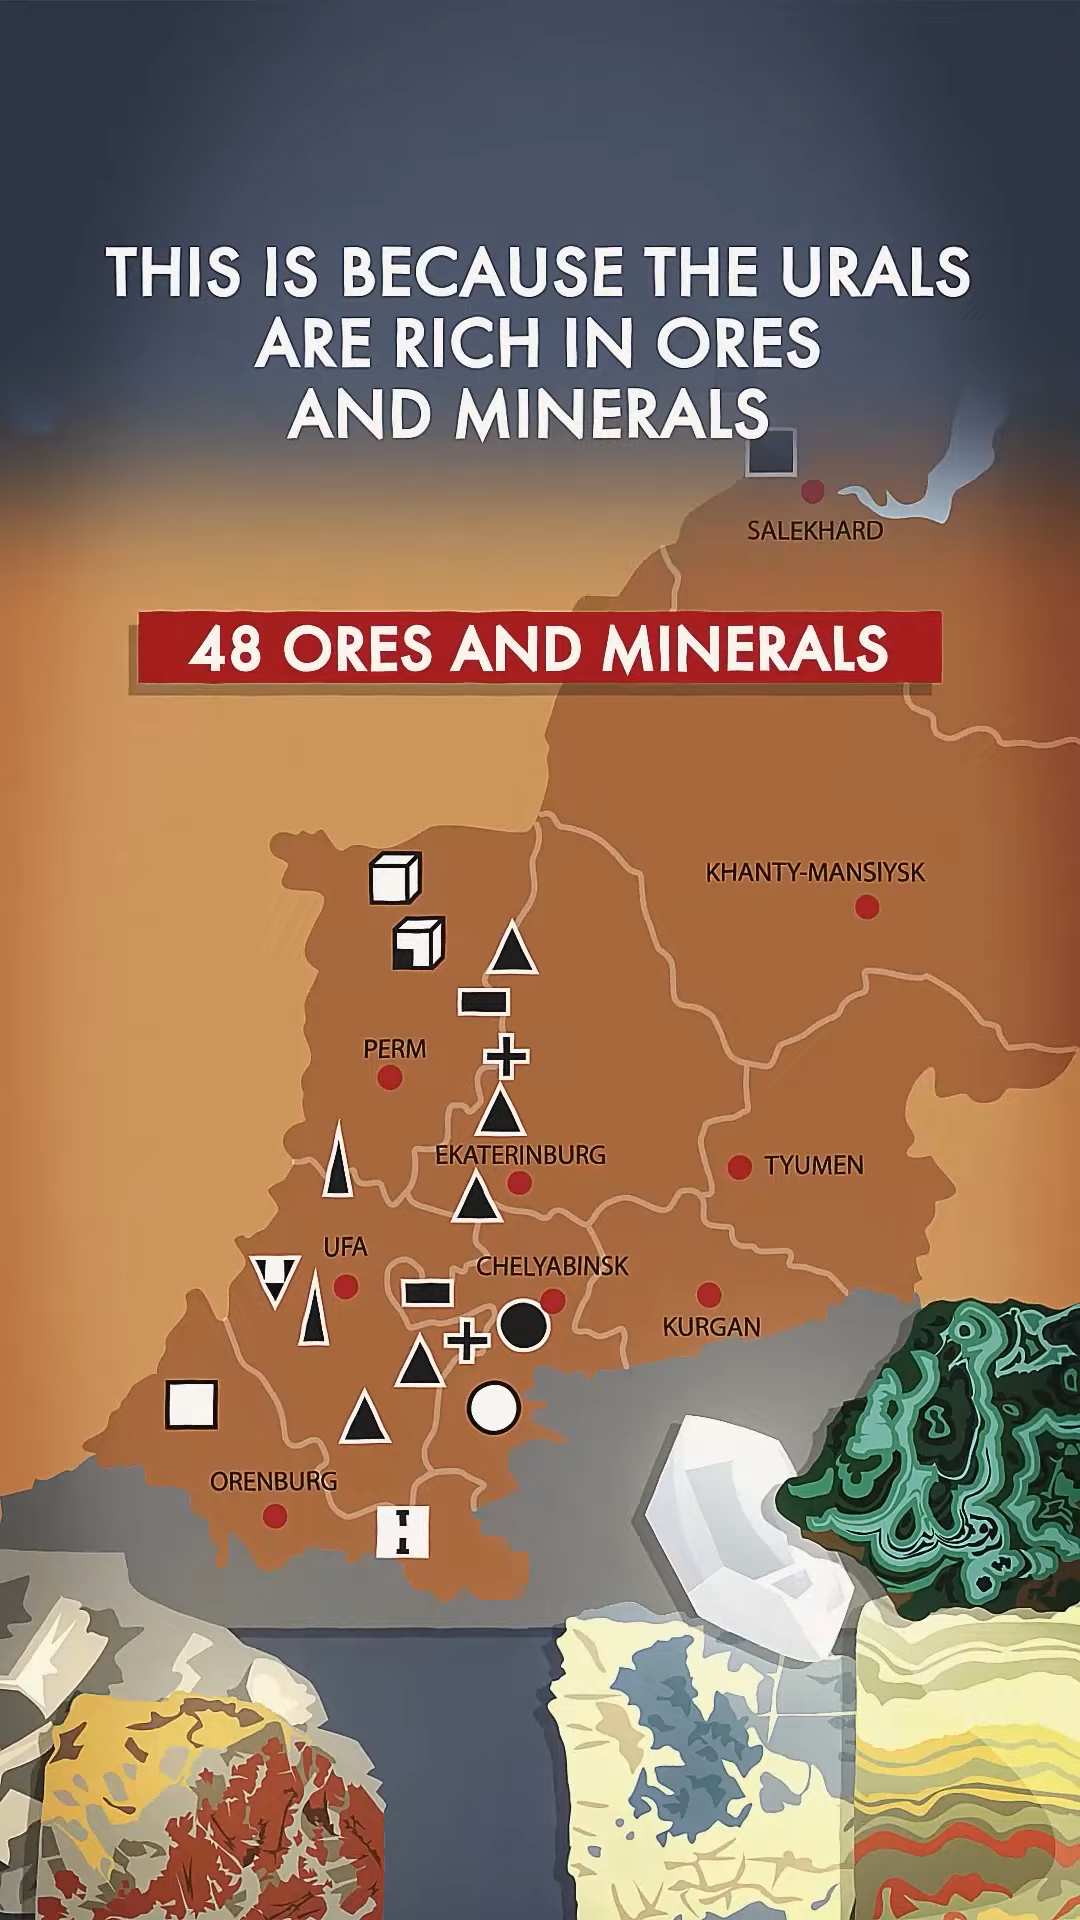 THIS IS BECAUSE THE URALS
ARE RICH IN ORES
AND MINERALS
SALEKHARD
48 ORES AND MINERALS
KHANTY-MANSIYSK
PERM
EKATERINBURG
TYUMEN
UFA
CHELYABINSK
KURGAN
ORENBURG